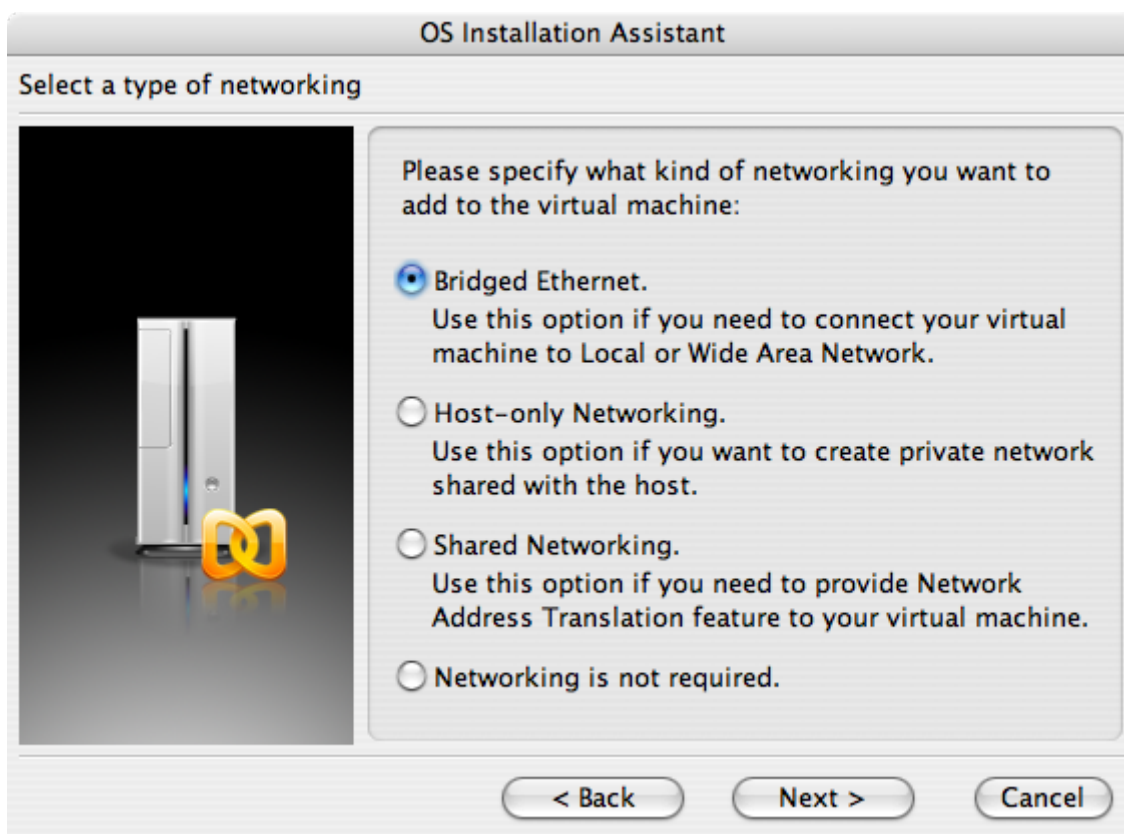 OS Installation Assistant
Select a type of networking
Please specify what kind of networking you want to
add to the virtual machine:
Bridged Ethernet.
Use this option if you need to connect your virtual
machine to Local or Wide Area Network.
Host-only Networking.
Use this option if you want to create private network
shared with the host.
Shared Networking.
Use this option if you need to provide Network
Address Translation feature to your virtual machine.
Networking is not required.
< Back
Next >
Cancel